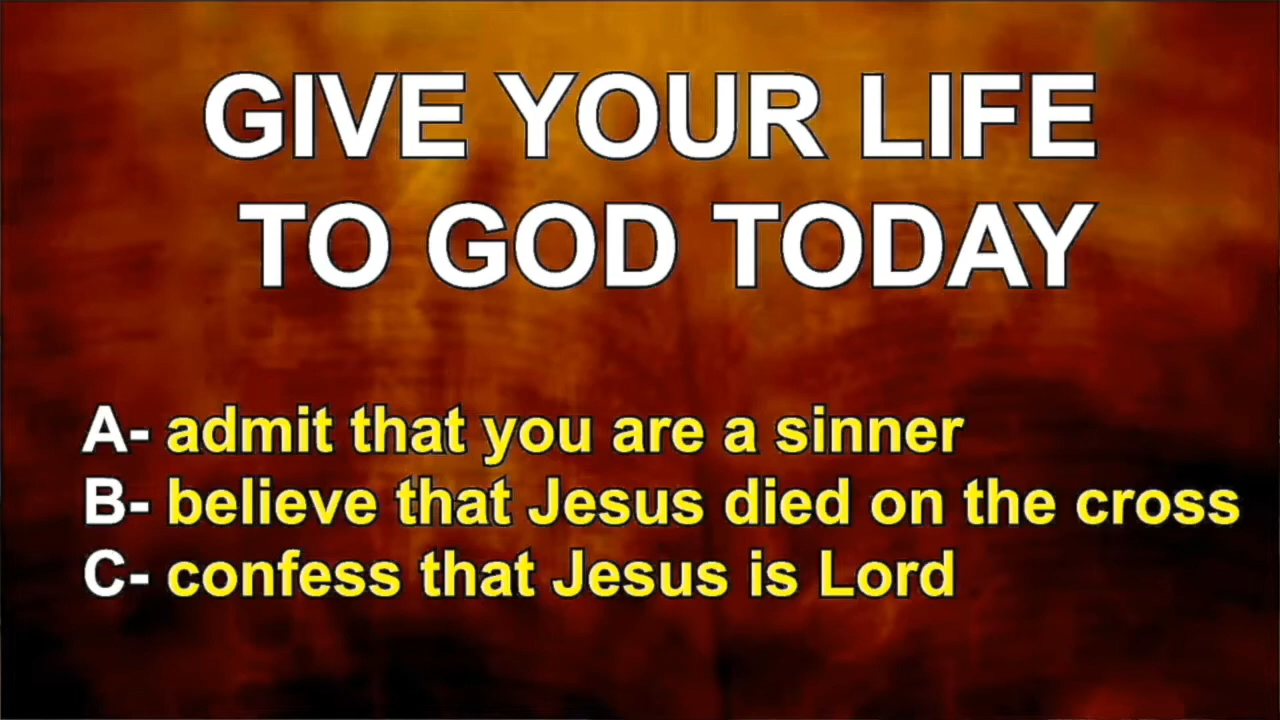 GIVE YOUR LIFE
TO GOD TODAY
A- admit that you are a sinner
B- believe that Jesus died on the cross
C- confess that Jesus is Lord